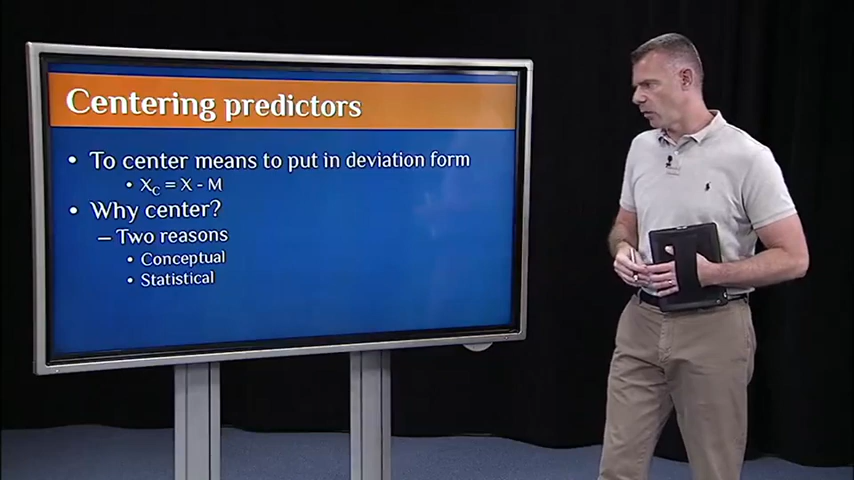 Centering predictors
• To center means to put in deviation form
• XC = X - M
• Why center?
– Two reasons
• Conceptual
• Statistical